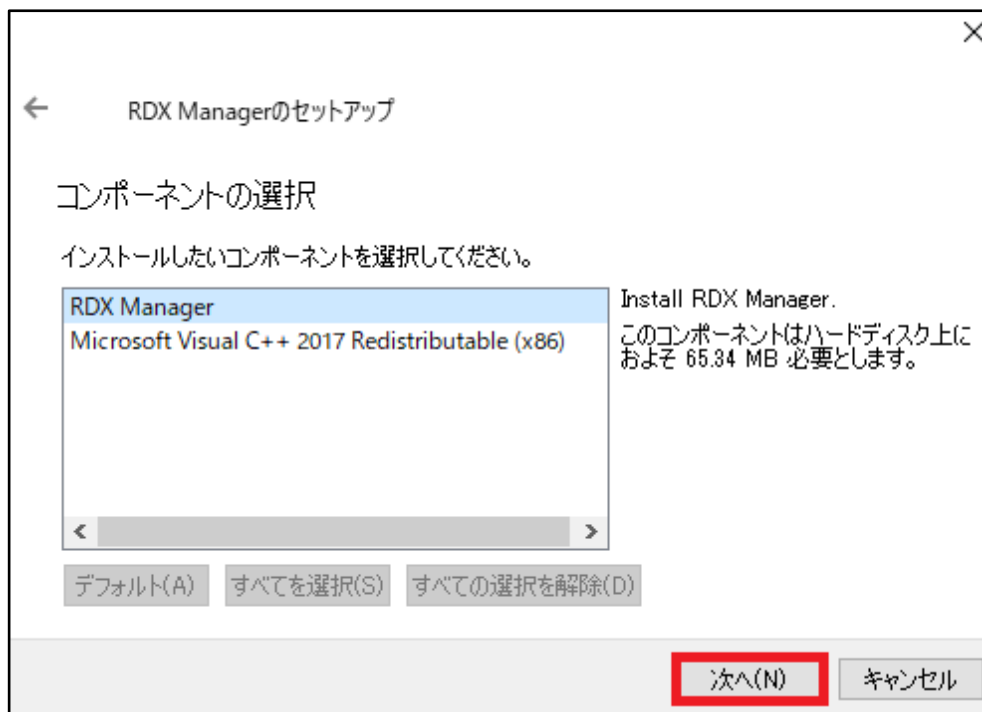 RDX Managerのセットアップ
コンポーネントの選択
インストールしたいコンポーネントを選択してください。
RDX Manager
Microsoft Visual C++ 2017 Redistributable (x86)
Install RDX Manager.
このコンポーネントはハードディスク上に
およそ 65.34 MB 必要とします。
デフォルト(A)
すべてを選択(S)
すべての選択を解除(D)
次へ(N)
キャンセル